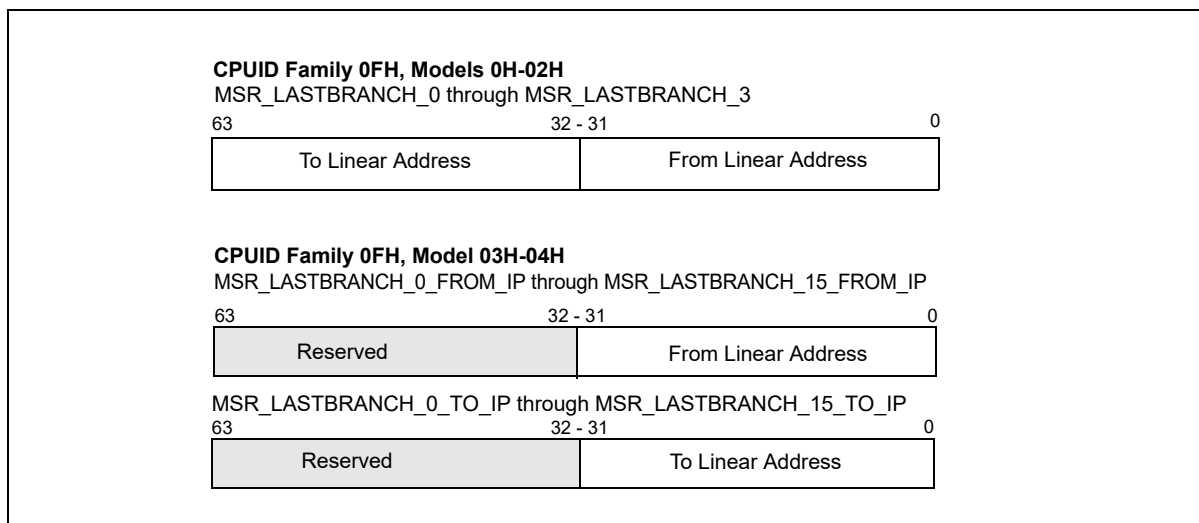 CPUID Family 0FH, Models 0H-02H
MSR_LASTBRANCH_0 through MSR_LASTBRANCH_3
63 32 - 31 0
To Linear Address From Linear Address
CPUID Family 0FH, Model 03H-04H
MSR_LASTBRANCH_0_FROM_IP through MSR_LASTBRANCH_15_FROM_IP
63 32 - 31 0
Reserved From Linear Address
MSR_LASTBRANCH_0_TO_IP through MSR_LASTBRANCH_15_TO_IP
63 32 - 31 0
Reserved To Linear Address